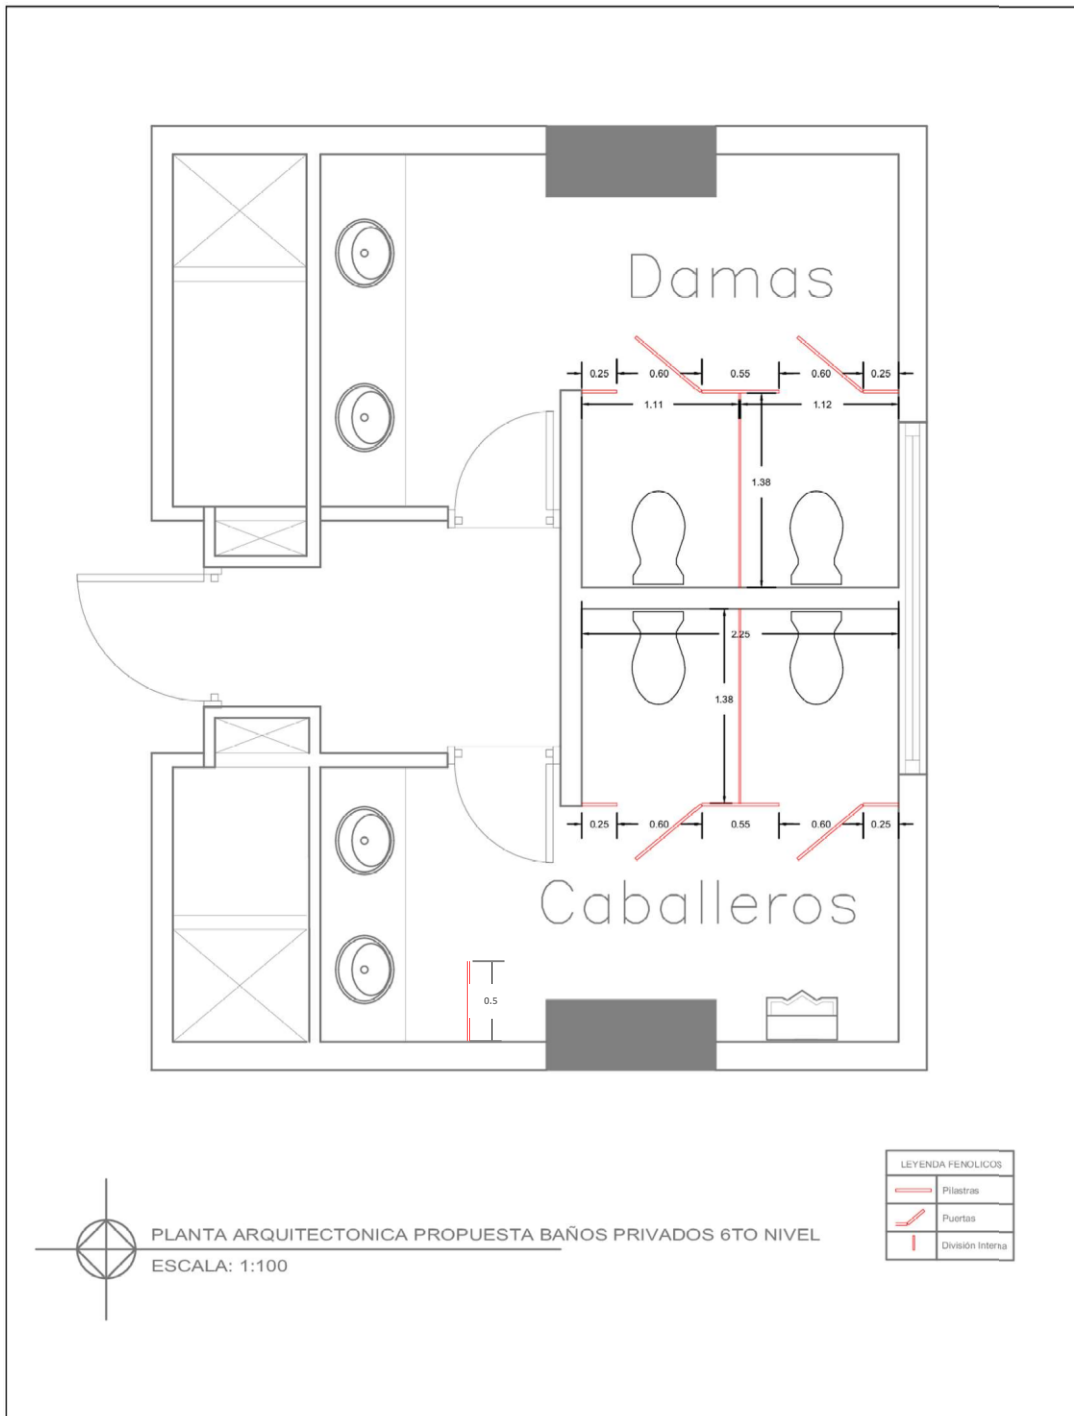 Damas
0.25 0.60 0.55 0.60 0.25
1.11 1.12
1.38
2.25
1.38
0.25 0.60 0.55 0.60 0.25
Caballeros
0.5
LEYENDA FENOLICOS
Pilastras
Puertas
División Interna
PLANTA ARQUITECTONICA PROPUESTA BAÑOS PRIVADOS 6TO NIVEL
ESCALA: 1:100